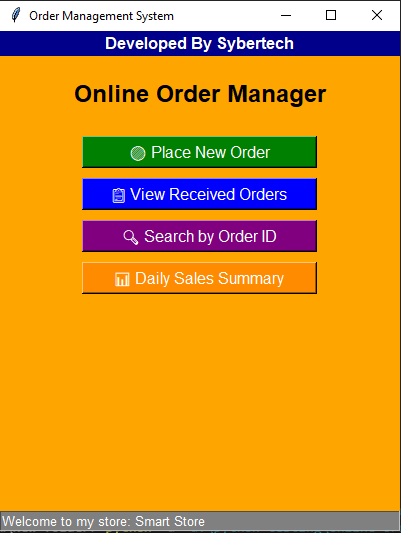 Order Management System
Developed By Sybertech
Online Order Manager
Place New Order
View Received Orders
Search by Order ID
Daily Sales Summary
Welcome to my store: Smart Store